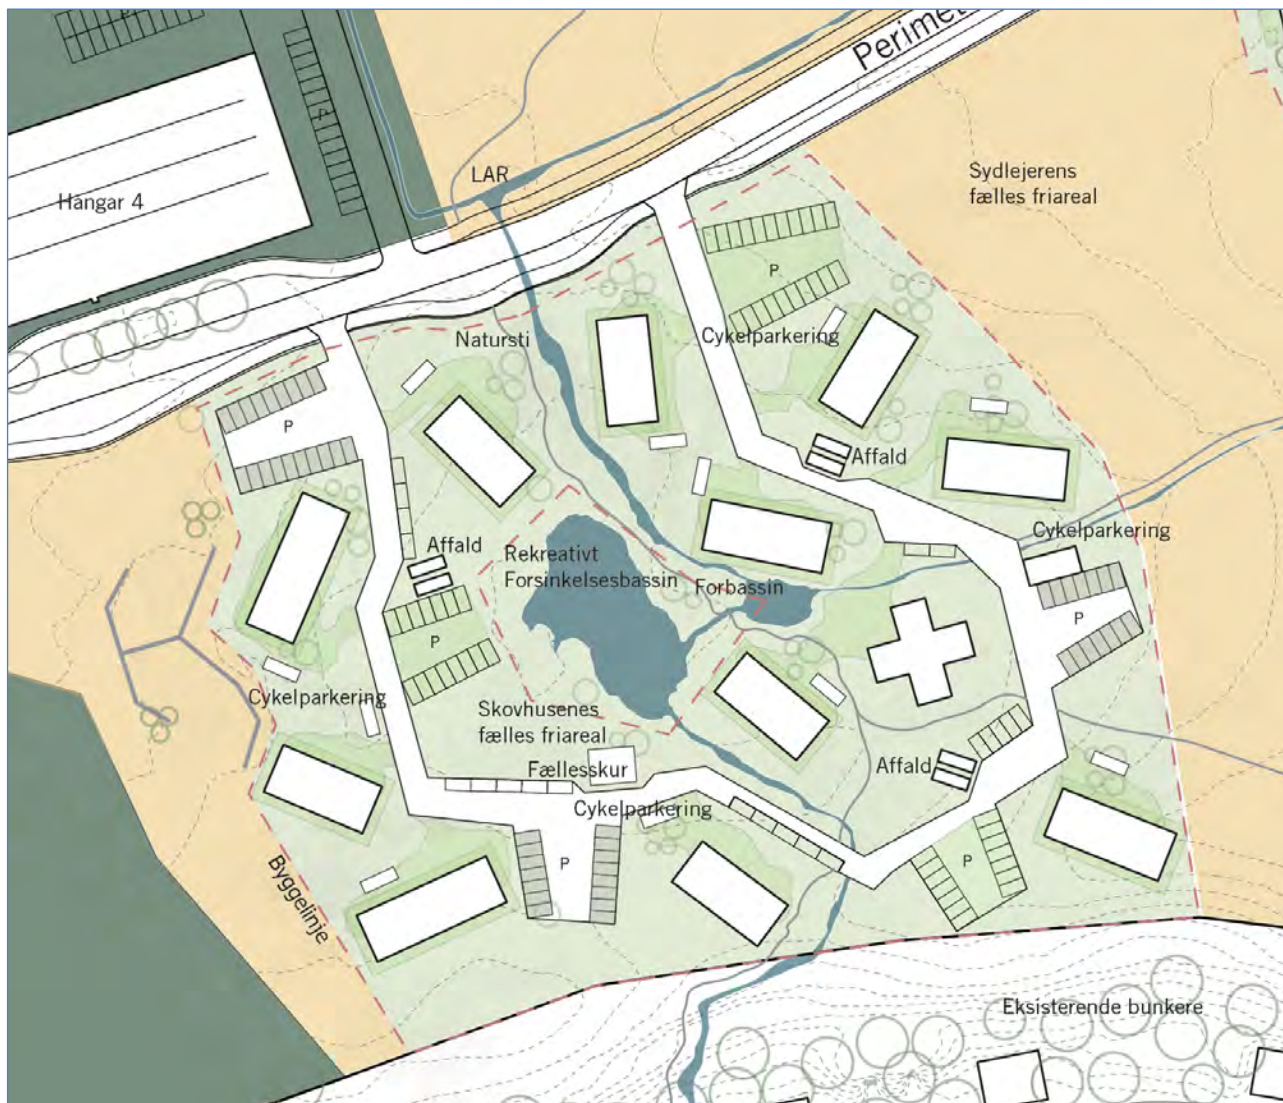 Perimet
P
LAR
Sydlejerens
fælles friareal
Hangar 4
P
Natursti
Cykelparkering
P
Affald
Cykelparkering
Affald
Rekreativt
Forsinkelsesbassin
Forbassin
P
P
Cykelparkering
Skovhusenes
fælles friareal
Fællesskur
Affald
Cykelparkering
P
P
Byggelinje
Eksisterende bunkere